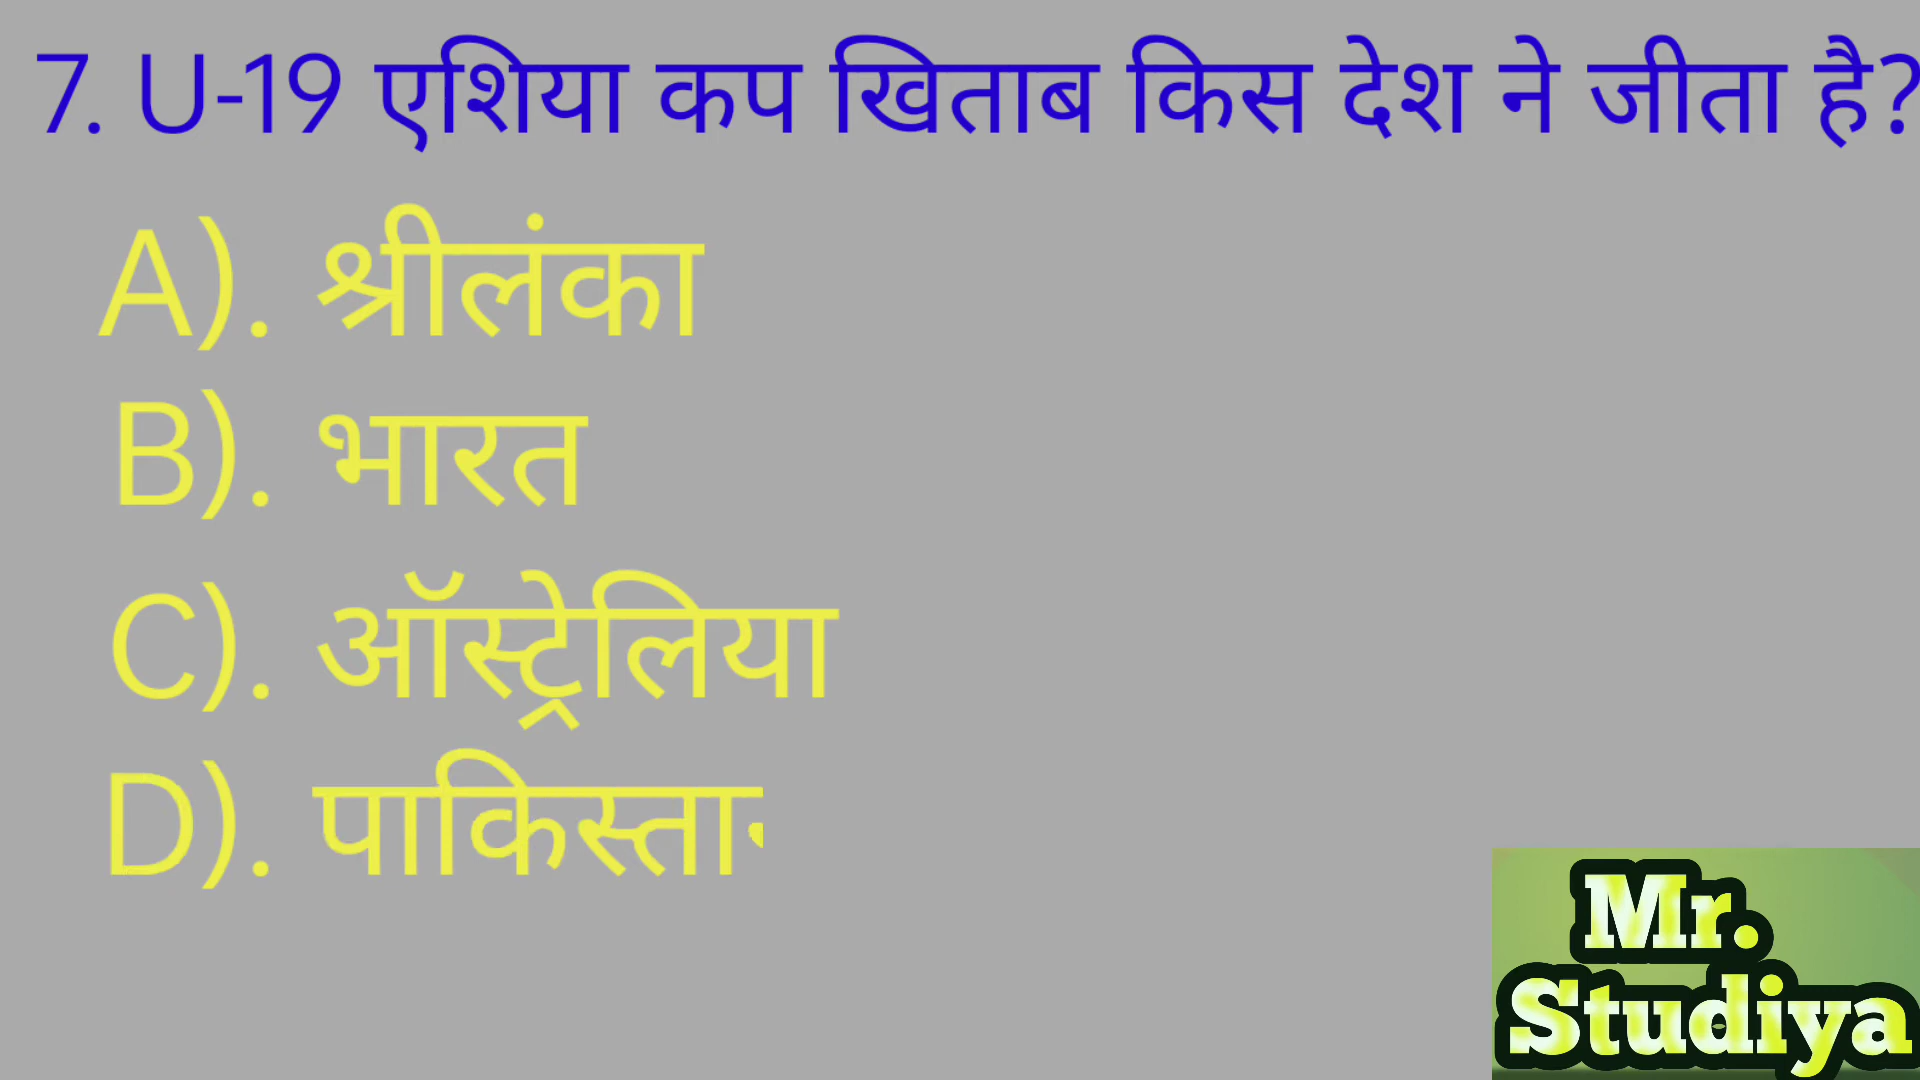 7. U-19 एशिया कप खिताब किस देश ने जीता है?
A). श्रीलंका
B). भारत
C). ऑस्ट्रेलिया
D). 
Mr.
Studiya